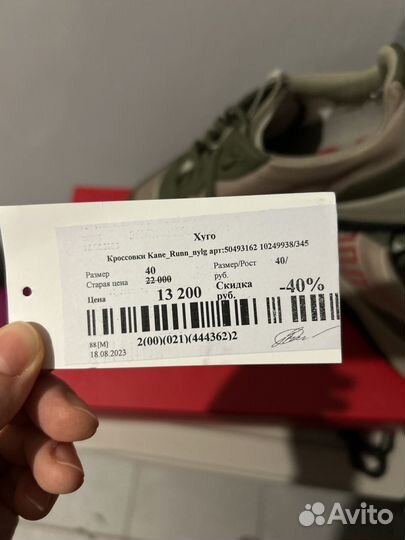 Хуго
Кроссовки Kane_Runn_nylg арт:50493162 10249938/345
Размер 40 Размер/Рост 40/
Старая цена 22 000 руб.
Цена 13 200 Скидка -40%
руб.
88[M]
18.08.2023
2(00)(021)(444362)2
Avito